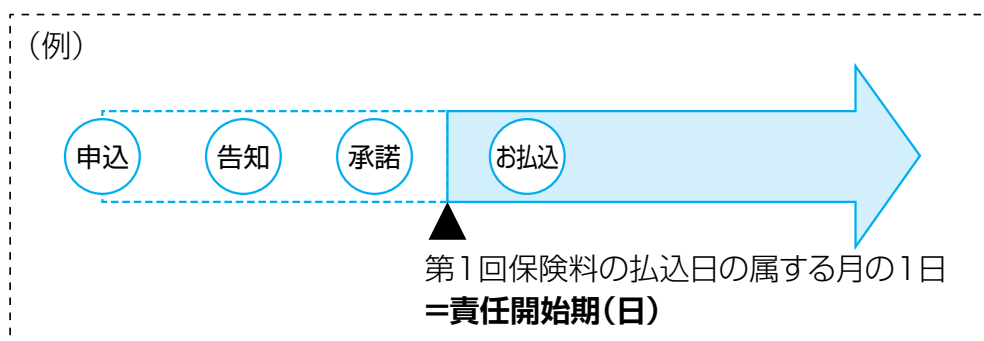 （例）
申込 告知 承諾 お払込
第1回保険料の払込日の属する月の1日
＝責任開始期（日）